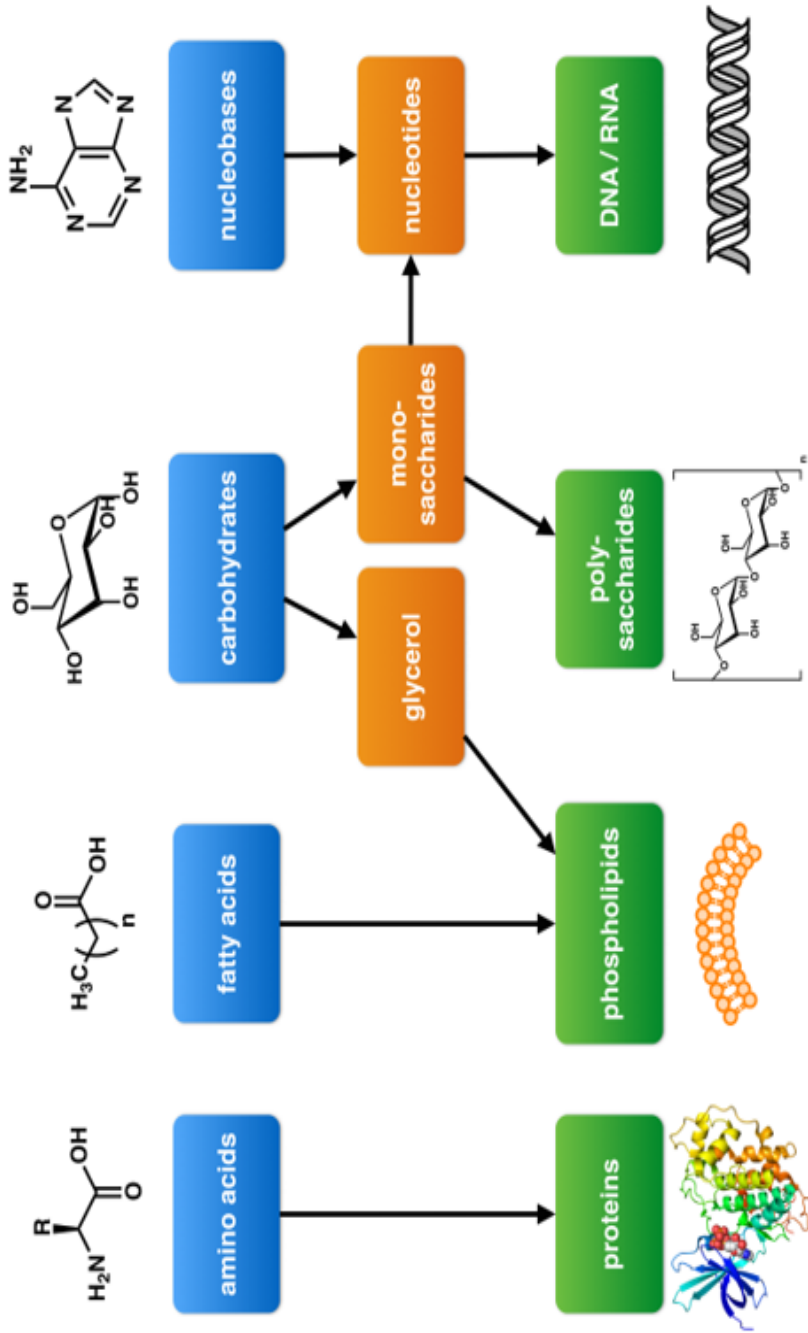 H₂N
R
OH
O
H₃C
n
O
OH
HO
OH
O
OH
OH
OH
NH₂
N
N
N
N
amino acids
fatty acids
carbohydrates
nucleobases
glycerol
mono-
saccharides
nucleotides
proteins
phospholipids
poly-
saccharides
DNA / RNA
O
OH
O
OH
OH
O
OH
O
OH
OH
O
n